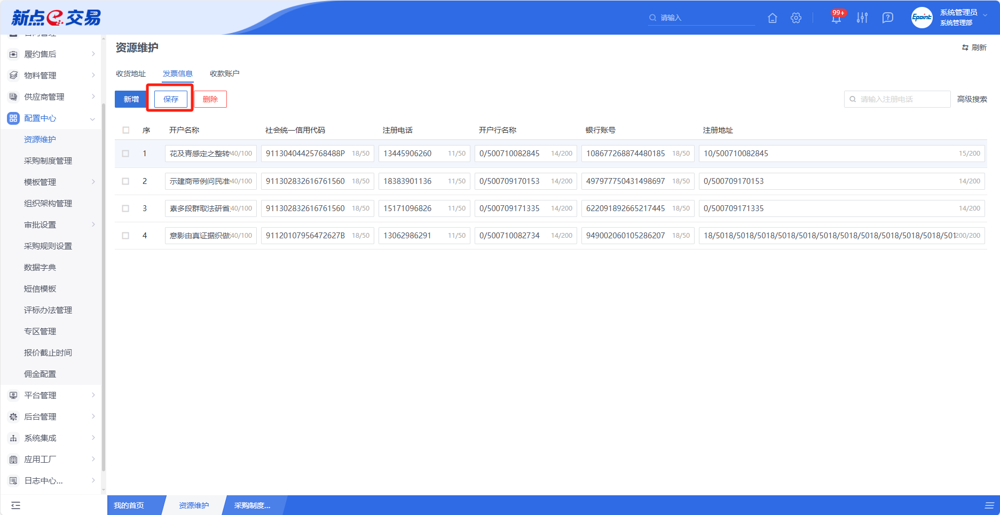 新点e交易
请输入
99+
Epoint
系统管理员
系统管理部
合同管理
履约售后
物料管理
供应商管理
配置中心
资源维护
采购制度管理
模板管理
组织架构管理
审批设置
采购规则设置
数据字典
短信模板
评标办法管理
专区管理
报价截止时间
佣金配置
平台管理
后台管理
系统集成
应用工厂
日志中心...
资源维护
刷新
收货地址 发票信息 收款账户
新增 保存 删除
请输入注册电话 高级搜索
序 开户名称 社会统一信用代码 注册电话 开户行名称 银行账号 注册地址
1 花及青感定之整转 40/100 91130404425768488P 18/50 13445906260 11/50 0/500710082845 14/200 108677268874480185 18/50 10/500710082845 15/200
2 示建商带例问民准 40/100 911302832616761560 18/50 18383901136 11/50 0/500709170153 14/200 497977750431498697 18/50 0/500709170153 14/200
3 素多段群取法研省 40/100 911302832616761560 18/50 15171096826 11/50 0/500709171335 14/200 622091892665217445 18/50 0/500709171335 14/200
4 意影由真证据织做 40/100 91120107956472627B 18/50 13062986291 11/50 0/500710082734 14/200 949002060105286207 18/50 18/5018/5018/5018/5018/5018/5018/5018/5018/5018/5018/5018/501 200/200
我的首页 资源维护 采购制度...